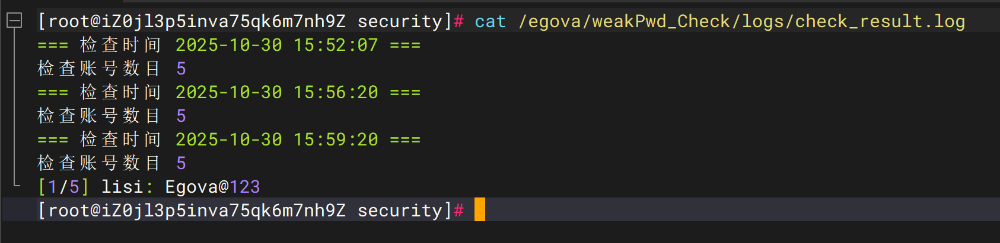 [root@iZ0jl3p5inva75qk6m7nh9Z security]# cat /egova/weakPwd_Check/logs/check_result.log
=== 检查时间 2025-10-30 15:52:07 ===
检查账号数目 5
=== 检查时间 2025-10-30 15:56:20 ===
检查账号数目 5
=== 检查时间 2025-10-30 15:59:20 ===
检查账号数目 5
[1/5] lisi: Egova@123
[root@iZ0jl3p5inva75qk6m7nh9Z security]#